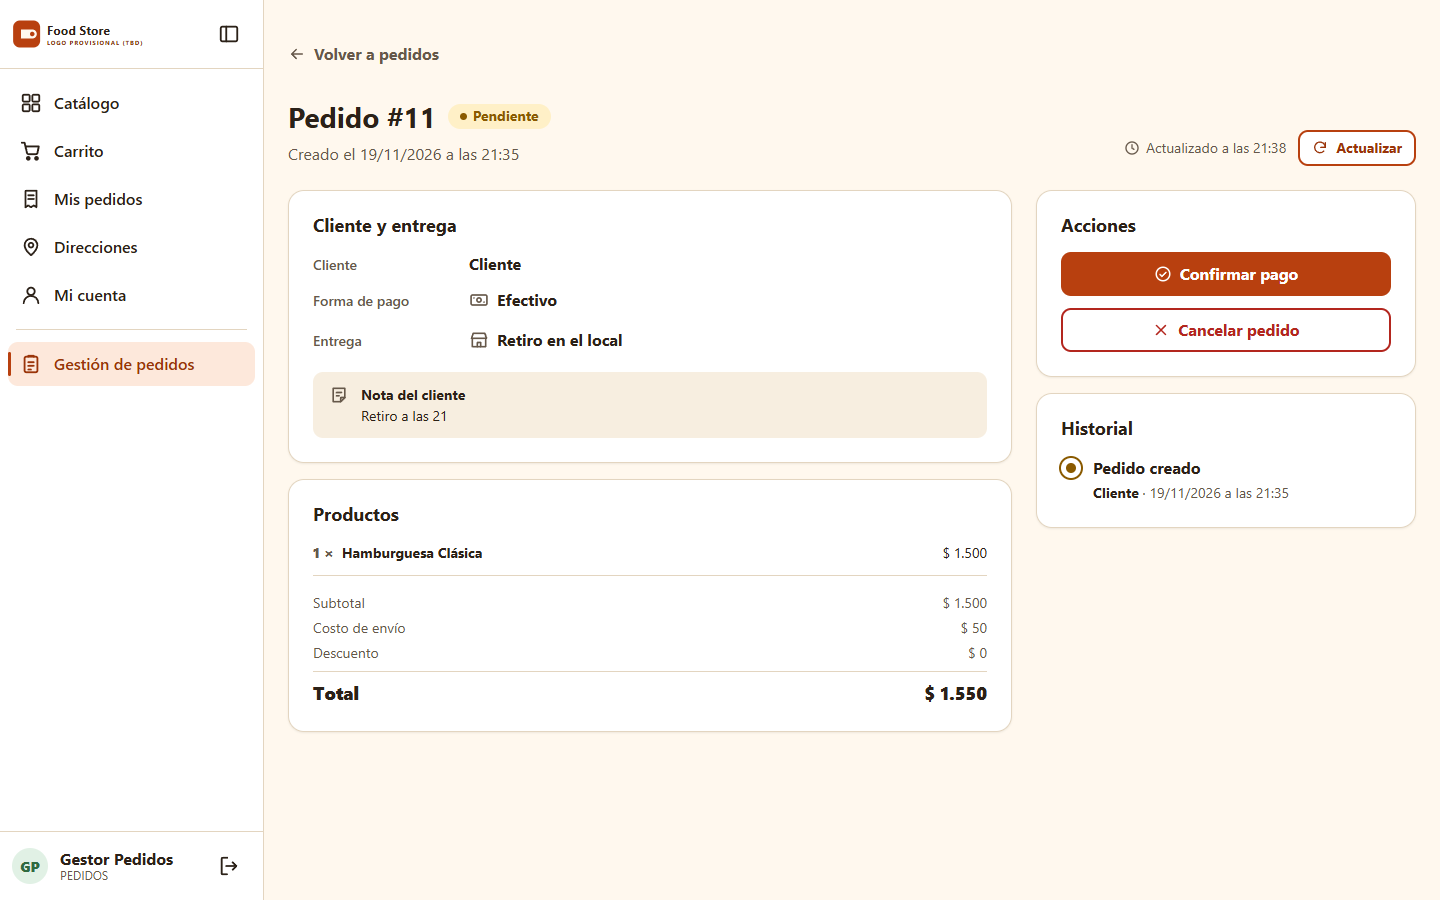 Food Store
LOGO PROVISIONAL (TBD)
Catálogo
Carrito
Mis pedidos
Direcciones
Mi cuenta
Gestión de pedidos
GP
Gestor Pedidos
PEDIDOS
Volver a pedidos
Pedido #11
Pendiente
Creado el 19/11/2026 a las 21:35
Actualizado a las 21:38
Actualizar
Cliente y entrega
Cliente Cliente
Forma de pago Efectivo
Entrega Retiro en el local
Nota del cliente
Retiro a las 21
Productos
1 × Hamburguesa Clásica $ 1.500
Subtotal $ 1.500
Costo de envío $ 50
Descuento $ 0
Total $ 1.550
Acciones
Confirmar pago
Cancelar pedido
Historial
Pedido creado
Cliente · 19/11/2026 a las 21:35